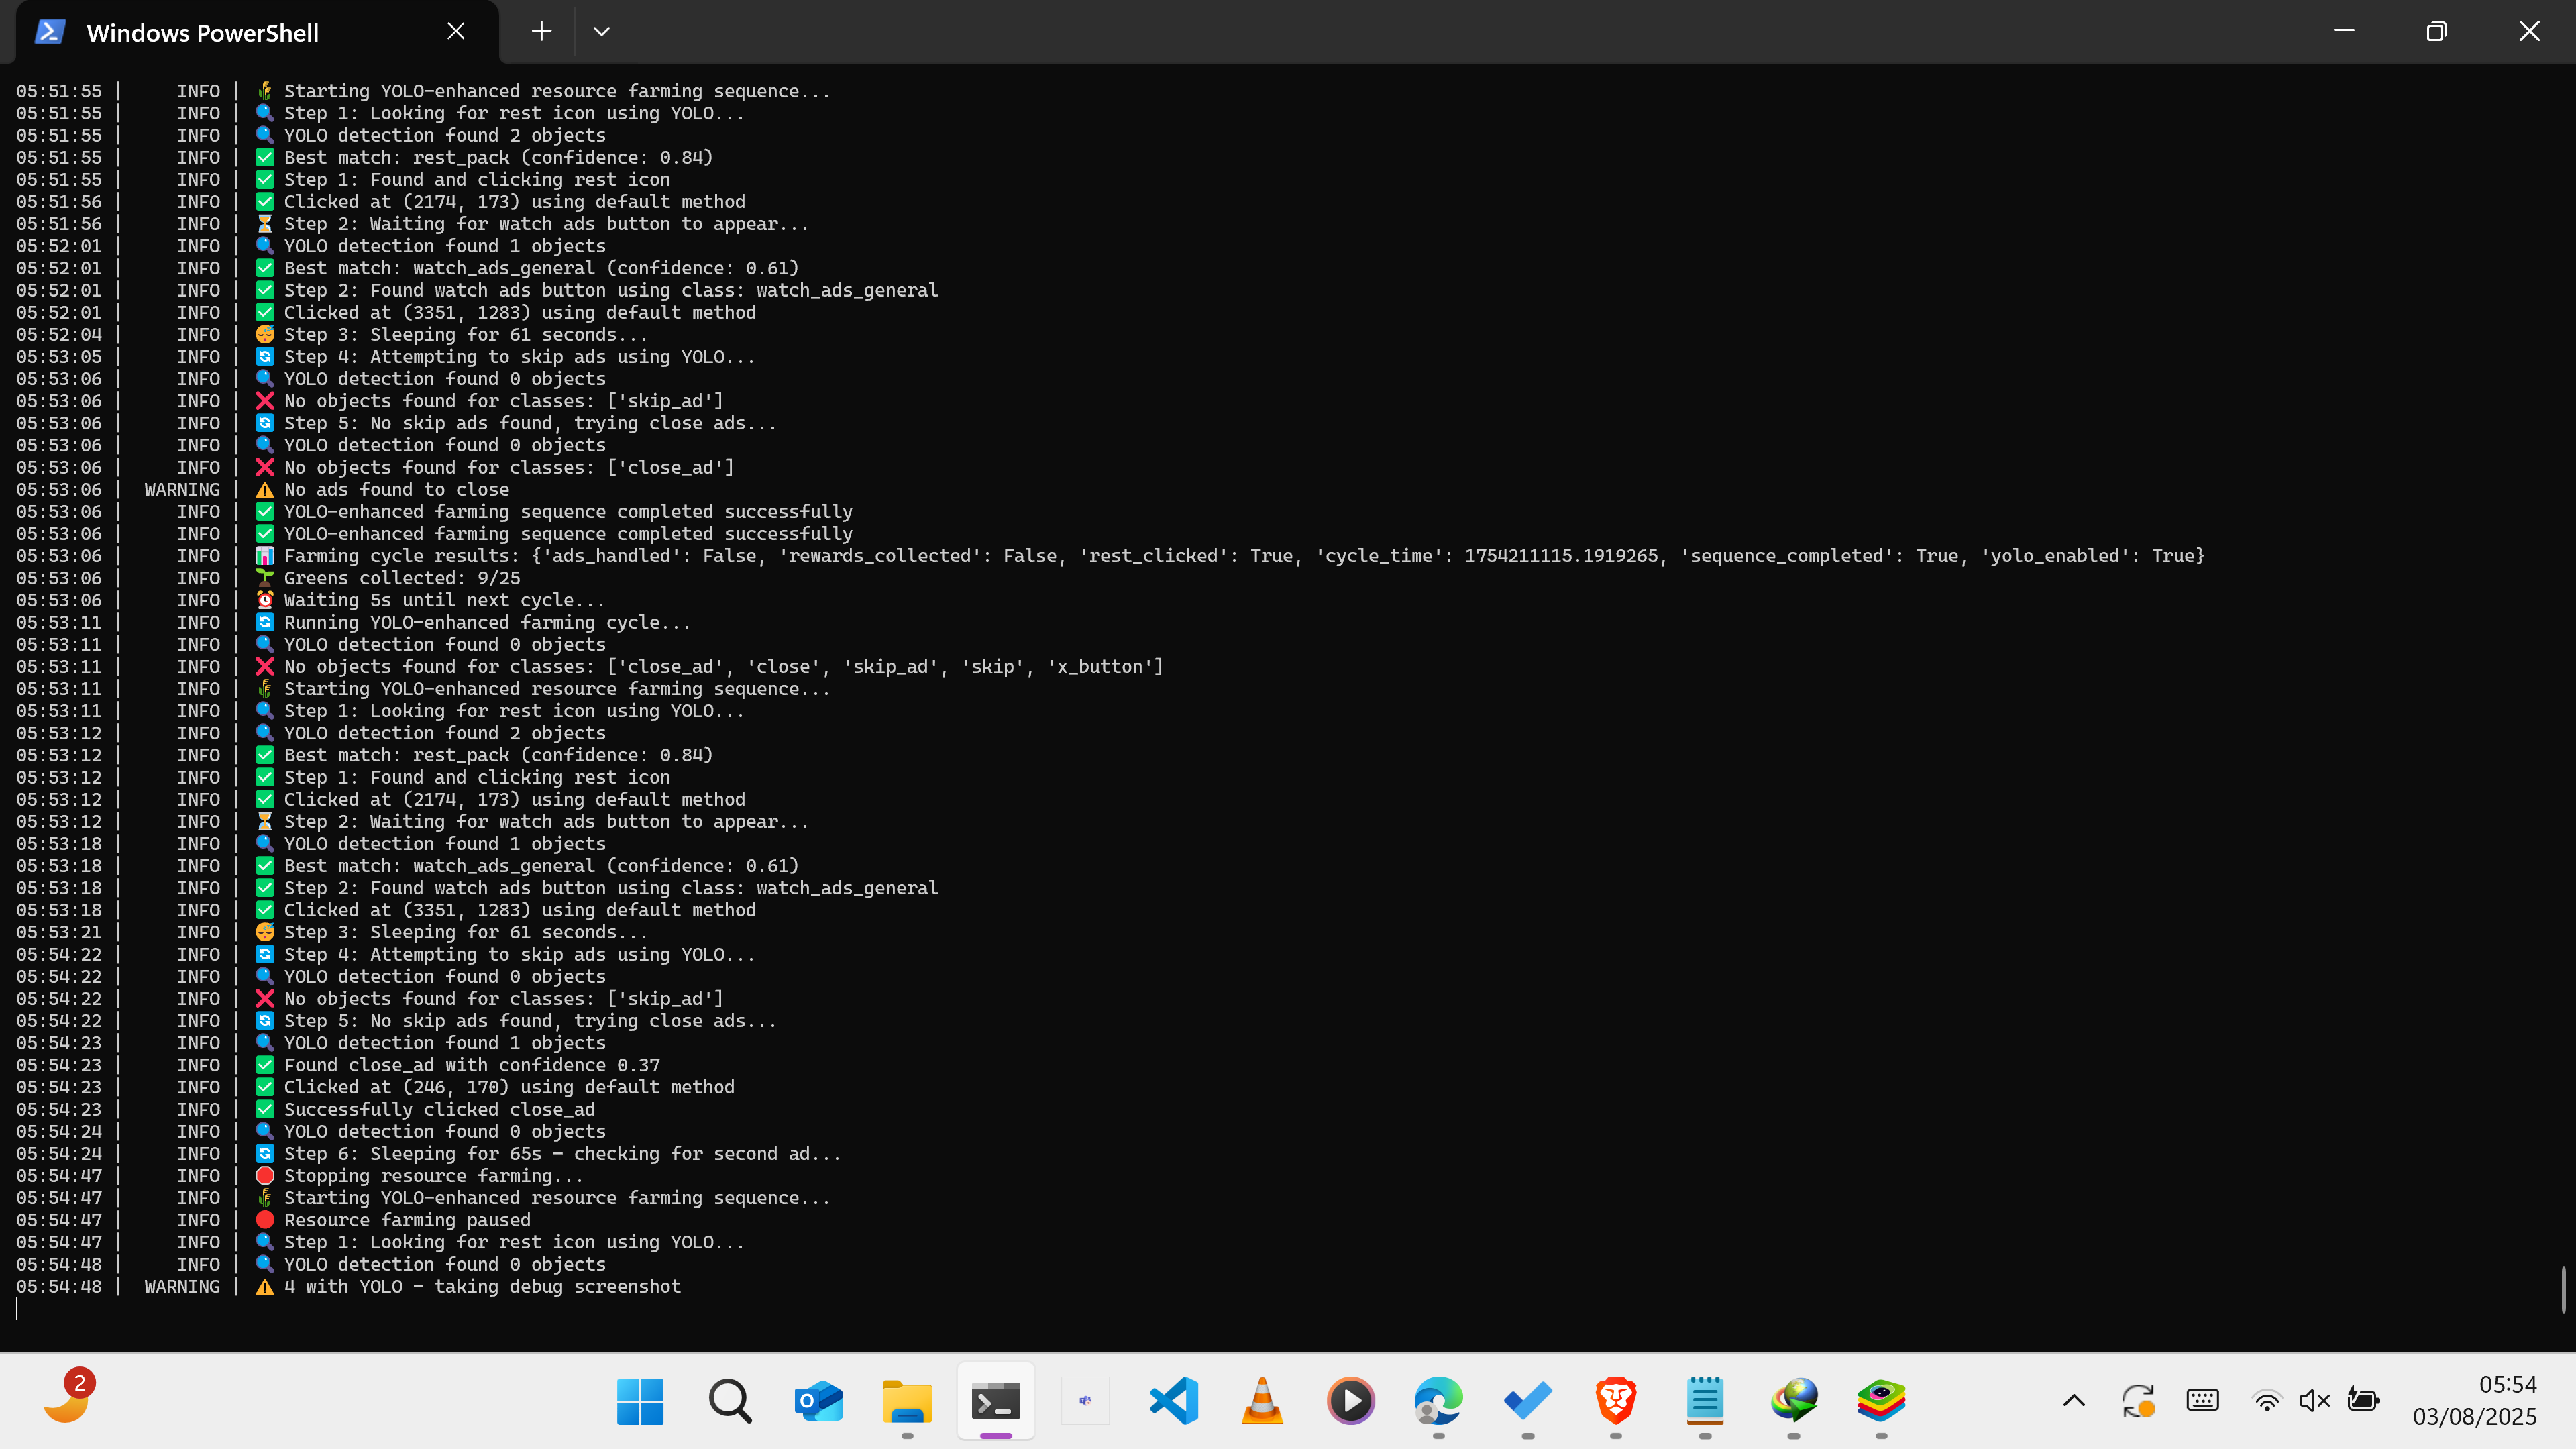 Windows PowerShell
05:51:55 | INFO | 🌾 Starting YOLO-enhanced resource farming sequence...
05:51:55 | INFO | 🔍 Step 1: Looking for rest icon using YOLO...
05:51:55 | INFO | 🔍 YOLO detection found 2 objects
05:51:55 | INFO | ✅ Best match: rest_pack (confidence: 0.84)
05:51:55 | INFO | ✅ Step 1: Found and clicking rest icon
05:51:56 | INFO | ✅ Clicked at (2174, 173) using default method
05:51:56 | INFO | ⏳ Step 2: Waiting for watch ads button to appear...
05:52:01 | INFO | 🔍 YOLO detection found 1 objects
05:52:01 | INFO | ✅ Best match: watch_ads_general (confidence: 0.61)
05:52:01 | INFO | ✅ Step 2: Found watch ads button using class: watch_ads_general
05:52:01 | INFO | ✅ Clicked at (3351, 1283) using default method
05:52:04 | INFO | 😴 Step 3: Sleeping for 61 seconds...
05:53:05 | INFO | 🔄 Step 4: Attempting to skip ads using YOLO...
05:53:06 | INFO | 🔍 YOLO detection found 0 objects
05:53:06 | INFO | ❌ No objects found for classes: ['skip_ad']
05:53:06 | INFO | 🔄 Step 5: No skip ads found, trying close ads...
05:53:06 | INFO | 🔍 YOLO detection found 0 objects
05:53:06 | INFO | ❌ No objects found for classes: ['close_ad']
05:53:06 | WARNING | ⚠️ No ads found to close
05:53:06 | INFO | ✅ YOLO-enhanced farming sequence completed successfully
05:53:06 | INFO | ✅ YOLO-enhanced farming sequence completed successfully
05:53:06 | INFO | 📊 Farming cycle results: {'ads_handled': False, 'rewards_collected': False, 'rest_clicked': True, 'cycle_time': 1754211115.1919265, 'sequence_completed': True, 'yolo_enabled': True}
05:53:06 | INFO | 🌱 Greens collected: 9/25
05:53:06 | INFO | ⏰ Waiting 5s until next cycle...
05:53:11 | INFO | 🔄 Running YOLO-enhanced farming cycle...
05:53:11 | INFO | 🔍 YOLO detection found 0 objects
05:53:11 | INFO | ❌ No objects found for classes: ['close_ad', 'close', 'skip_ad', 'skip', 'x_button']
05:53:11 | INFO | 🌾 Starting YOLO-enhanced resource farming sequence...
05:53:11 | INFO | 🔍 Step 1: Looking for rest icon using YOLO...
05:53:12 | INFO | 🔍 YOLO detection found 2 objects
05:53:12 | INFO | ✅ Best match: rest_pack (confidence: 0.84)
05:53:12 | INFO | ✅ Step 1: Found and clicking rest icon
05:53:12 | INFO | ✅ Clicked at (2174, 173) using default method
05:53:12 | INFO | ⏳ Step 2: Waiting for watch ads button to appear...
05:53:18 | INFO | 🔍 YOLO detection found 1 objects
05:53:18 | INFO | ✅ Best match: watch_ads_general (confidence: 0.61)
05:53:18 | INFO | ✅ Step 2: Found watch ads button using class: watch_ads_general
05:53:18 | INFO | ✅ Clicked at (3351, 1283) using default method
05:53:21 | INFO | 😴 Step 3: Sleeping for 61 seconds...
05:54:22 | INFO | 🔄 Step 4: Attempting to skip ads using YOLO...
05:54:22 | INFO | 🔍 YOLO detection found 0 objects
05:54:22 | INFO | ❌ No objects found for classes: ['skip_ad']
05:54:22 | INFO | 🔄 Step 5: No skip ads found, trying close ads...
05:54:23 | INFO | 🔍 YOLO detection found 1 objects
05:54:23 | INFO | ✅ Found close_ad with confidence 0.37
05:54:23 | INFO | ✅ Clicked at (246, 170) using default method
05:54:23 | INFO | ✅ Successfully clicked close_ad
05:54:24 | INFO | 🔍 YOLO detection found 0 objects
05:54:24 | INFO | 🔄 Step 6: Sleeping for 65s - checking for second ad...
05:54:47 | INFO | 🛑 Stopping resource farming...
05:54:47 | INFO | 🌾 Starting YOLO-enhanced resource farming sequence...
05:54:47 | INFO | 🔴 Resource farming paused
05:54:47 | INFO | 🔍 Step 1: Looking for rest icon using YOLO...
05:54:48 | INFO | 🔍 YOLO detection found 0 objects
05:54:48 | WARNING | ⚠️ 4 with YOLO - taking debug screenshot
2
05:54
03/08/2025